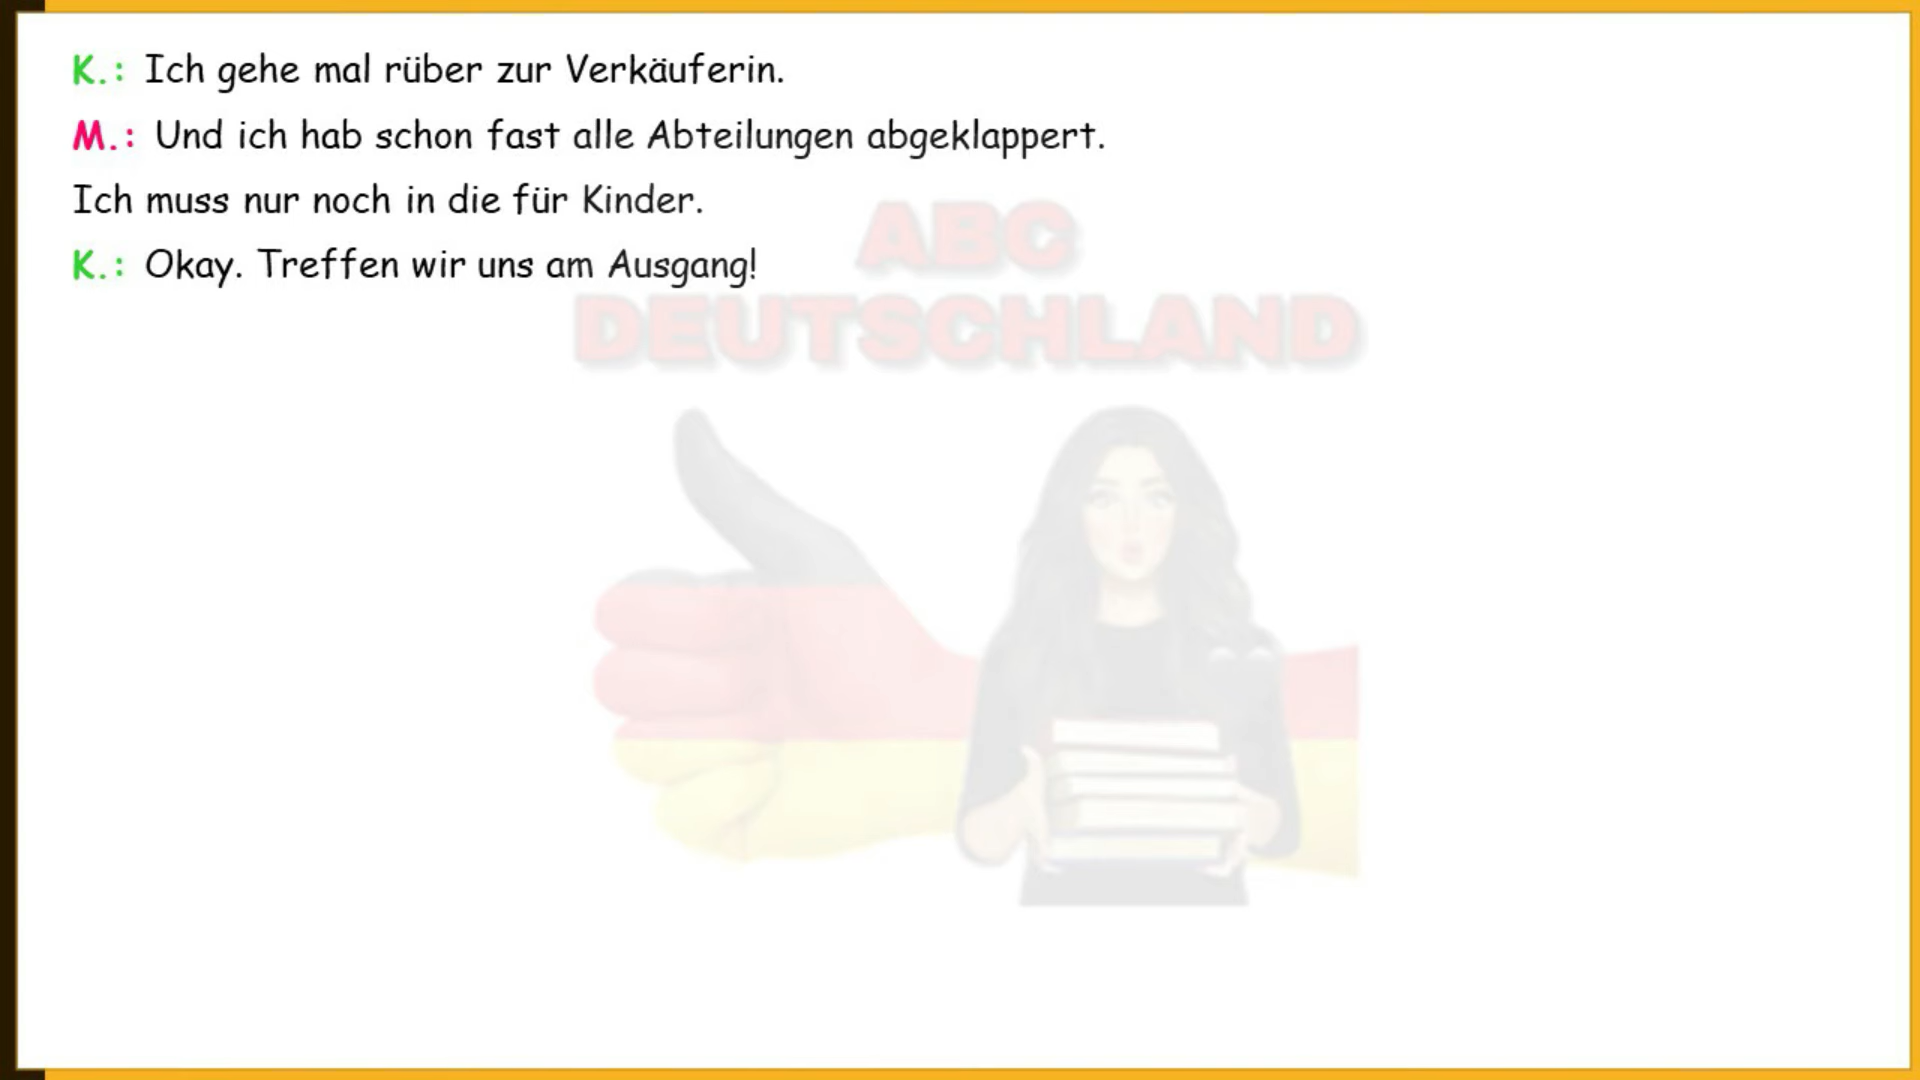 K.: Ich gehe mal rüber zur Verkäuferin.
M.: Und ich hab schon fast alle Abteilungen abgeklappert.
Ich muss nur noch in die für Kinder.
K.: Okay. Treffen wir uns am Ausgang!
ABC
DEUTSCHLAND